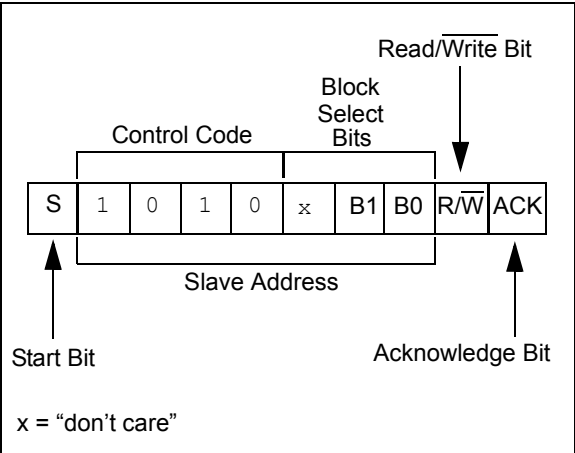 Read/Write Bit
Block
Select
Bits
Control Code
S 1 0 1 0 x B1 B0 R/W ACK
Slave Address
Start Bit
Acknowledge Bit
x = “don’t care”